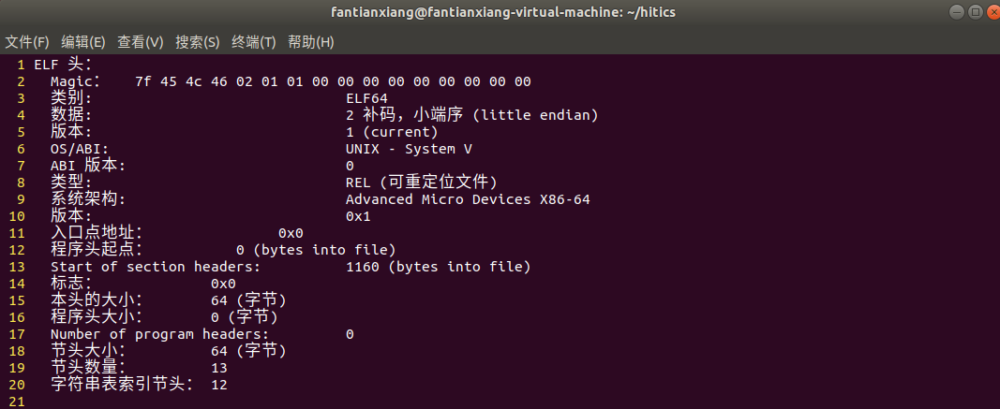 fantianxiang@fantianxiang-virtual-machine: ~/hitics
文件(F) 编辑(E) 查看(V) 搜索(S) 终端(T) 帮助(H)
1 ELF 头：
2 Magic： 7f 45 4c 46 02 01 01 00 00 00 00 00 00 00 00 00
3 类别: ELF64
4 数据: 2 补码，小端序 (little endian)
5 版本: 1 (current)
6 OS/ABI: UNIX - System V
7 ABI 版本: 0
8 类型: REL (可重定位文件)
9 系统架构: Advanced Micro Devices X86-64
10 版本: 0x1
11 入口点地址： 0x0
12 程序头起点： 0 (bytes into file)
13 Start of section headers: 1160 (bytes into file)
14 标志： 0x0
15 本头的大小： 64 (字节)
16 程序头大小： 0 (字节)
17 Number of program headers: 0
18 节头大小： 64 (字节)
19 节头数量： 13
20 字符串表索引节头： 12
21